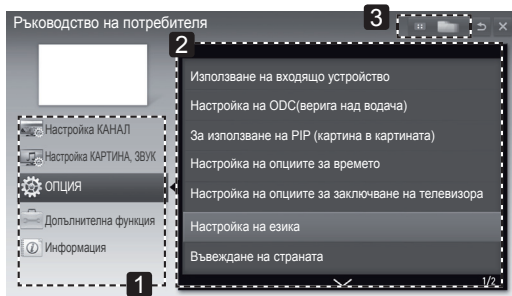 Ръководство на потребителя
3
2
Използване на входящо устройство
Настройка на ODC(верига над водача)
За използване на PIP (картина в картината)
Настройка на опциите за времето
Настройка на опциите за заключване на телевизора
Настройка на езика
Въвеждане на страната
1/2
Настройка КАНАЛ
Настройка КАРТИНА, ЗВУК
ОПЦИЯ
Допълнителна функция
Информация
1